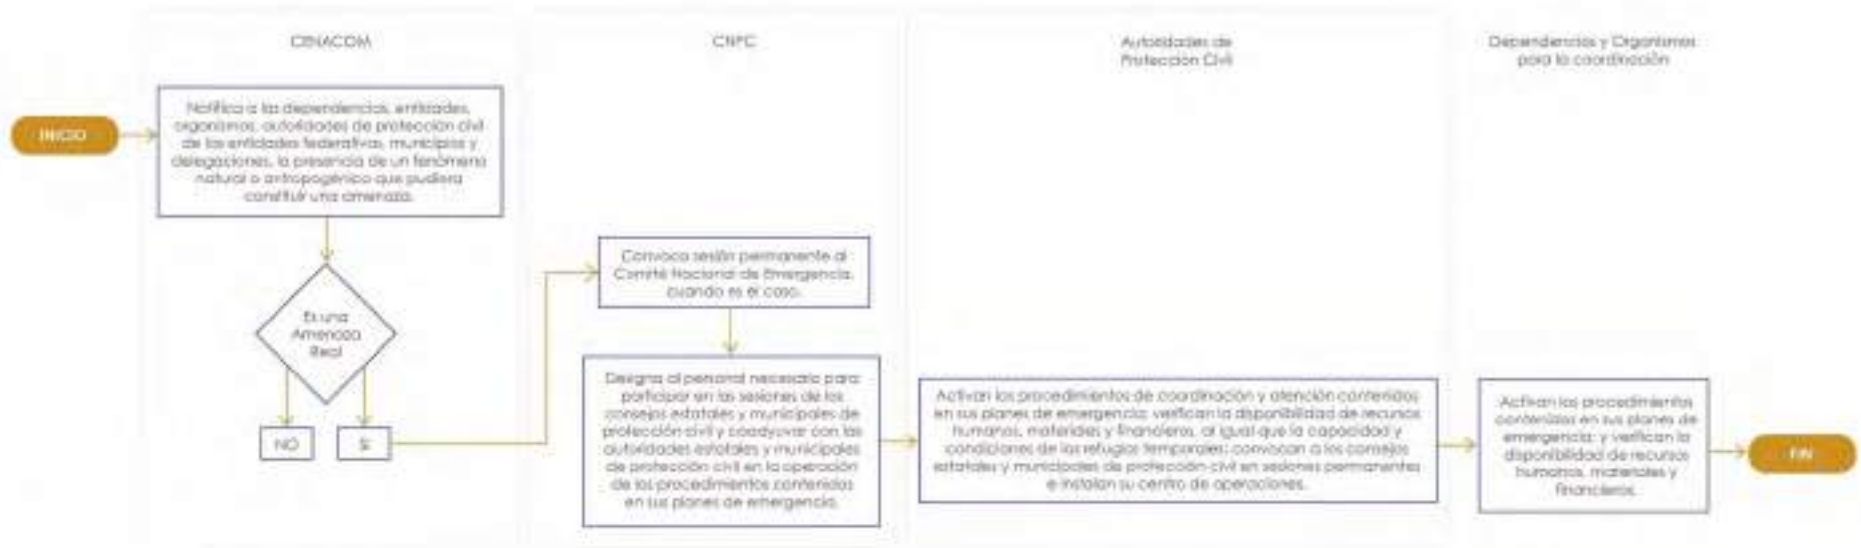 CENACOM
CNPC
Autoridades de
Protección Civil
Dependencias y Organismos
para la coordinación
INICIO
Notifica a las dependencias, entidades,
organismos, autoridades de protección civil
de las entidades federativas, municipios y
delegaciones, la presencia de un fenómeno
natural o antropogénico que pudiera
constituir una amenaza.
Es una
Amenaza
Real
NO
SI
Convoca sesión permanente al
Comité Nacional de Emergencia,
cuando es el caso.
Designa al personal necesario para
participar en las sesiones de los
consejos estatales y municipales de
protección civil y coadyuvar con las
autoridades estatales y municipales
de protección civil en la operación
de los procedimientos contenidos
en sus planes de emergencia.
Activan los procedimientos de coordinación y atención contenidos
en sus planes de emergencia; verifican la disponibilidad de recursos
humanos, materiales y financieros, al igual que la capacidad y
condiciones de los refugios temporales; convocan a los consejos
estatales y municipales de protección civil en sesiones permanentes
e instalan su centro de operaciones.
Activan los procedimientos
contenidos en sus planes de
emergencia; y verifican la
disponibilidad de recursos
humanos, materiales y
financieros.
FIN